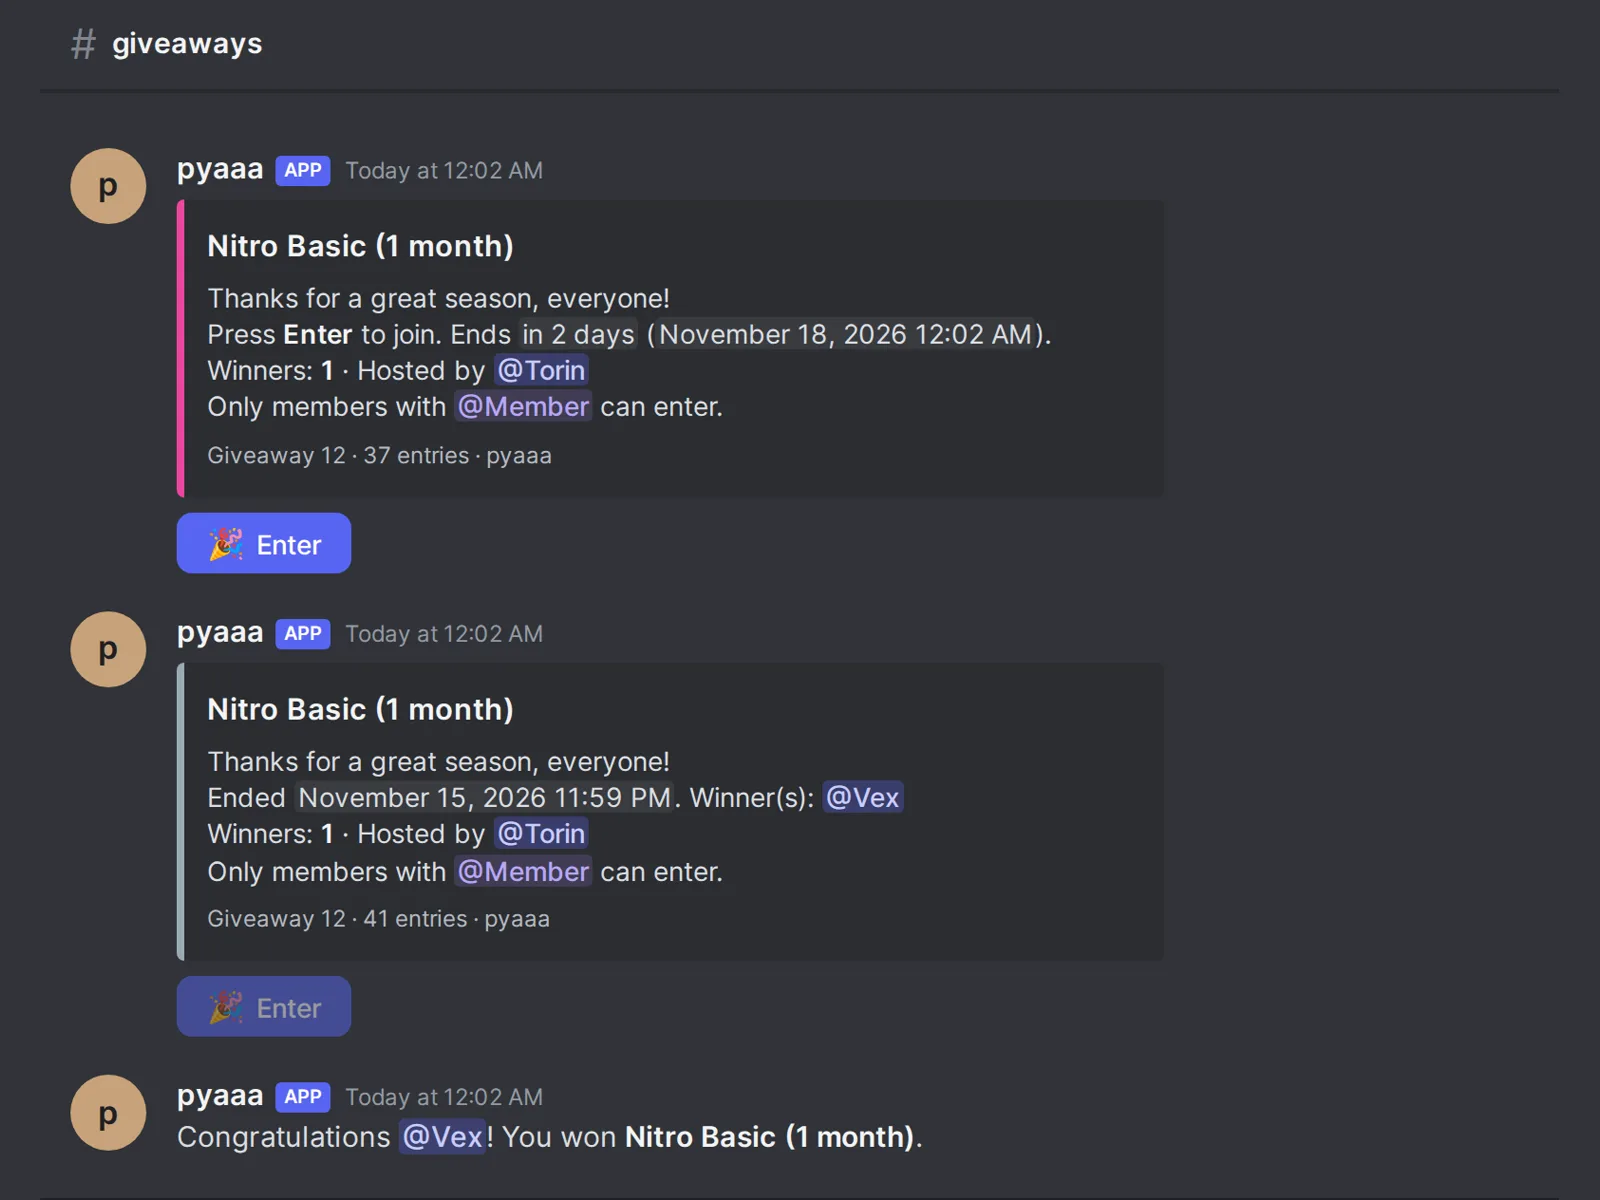 # giveaways
p
pyaaa APP Today at 12:02 AM
Nitro Basic (1 month)
Thanks for a great season, everyone!
Press Enter to join. Ends in 2 days (November 18, 2026 12:02 AM).
Winners: 1 · Hosted by @Torin
Only members with @Member can enter.
Giveaway 12 · 37 entries · pyaaa
🎉 Enter
p
pyaaa APP Today at 12:02 AM
Nitro Basic (1 month)
Thanks for a great season, everyone!
Ended November 15, 2026 11:59 PM. Winner(s): @Vex
Winners: 1 · Hosted by @Torin
Only members with @Member can enter.
Giveaway 12 · 41 entries · pyaaa
🎉 Enter
p
pyaaa APP Today at 12:02 AM
Congratulations @Vex! You won Nitro Basic (1 month).